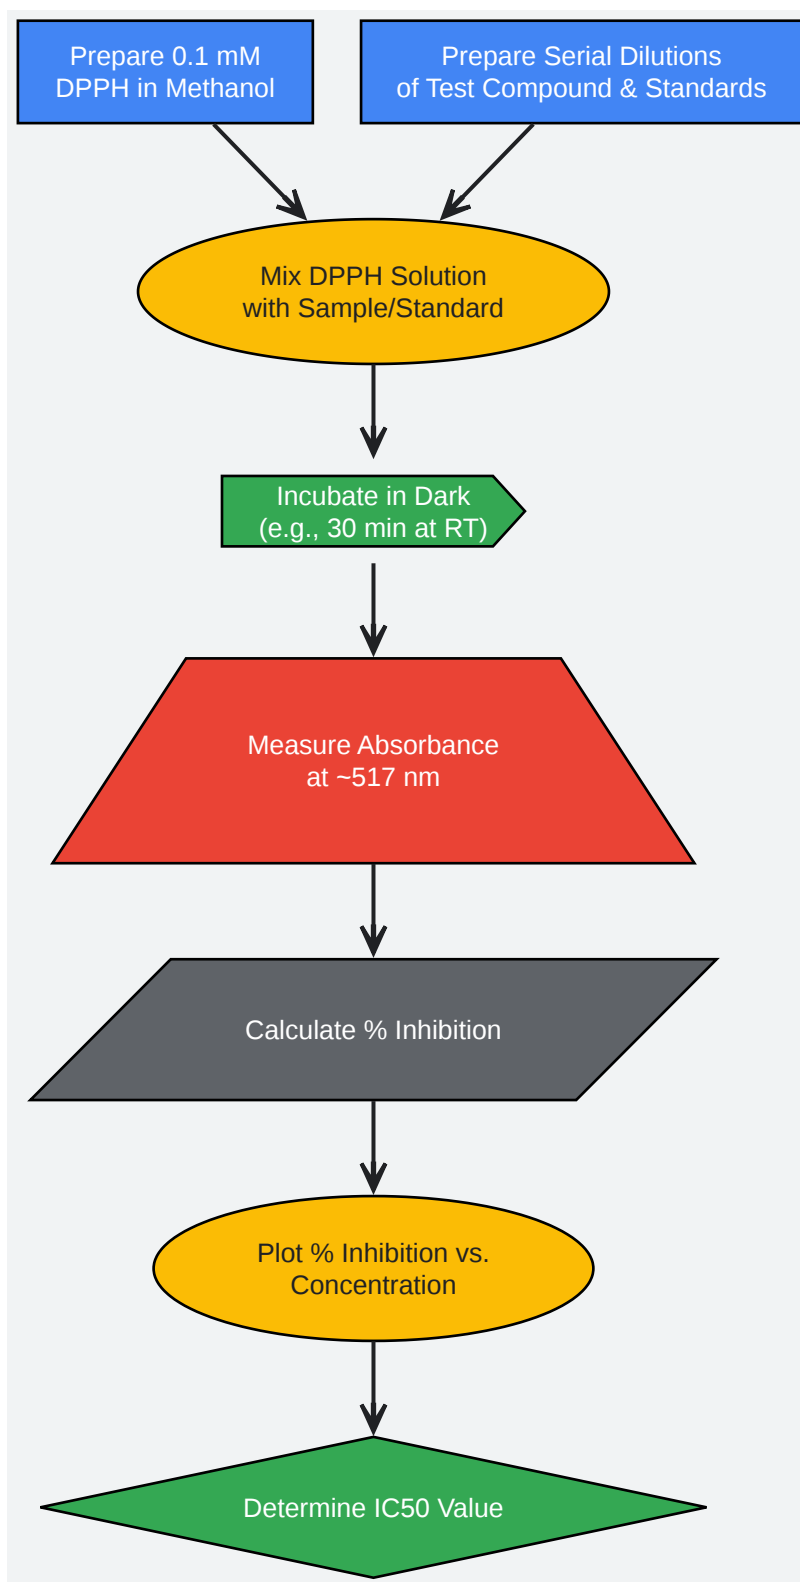 Prepare 0.1 mM
DPPH in Methanol
Prepare Serial Dilutions
of Test Compound & Standards
Mix DPPH Solution
with Sample/Standard
Incubate in Dark
(e.g., 30 min at RT)
Measure Absorbance
at ~517 nm
Calculate % Inhibition
Plot % Inhibition vs.
Concentration
Determine IC50 Value